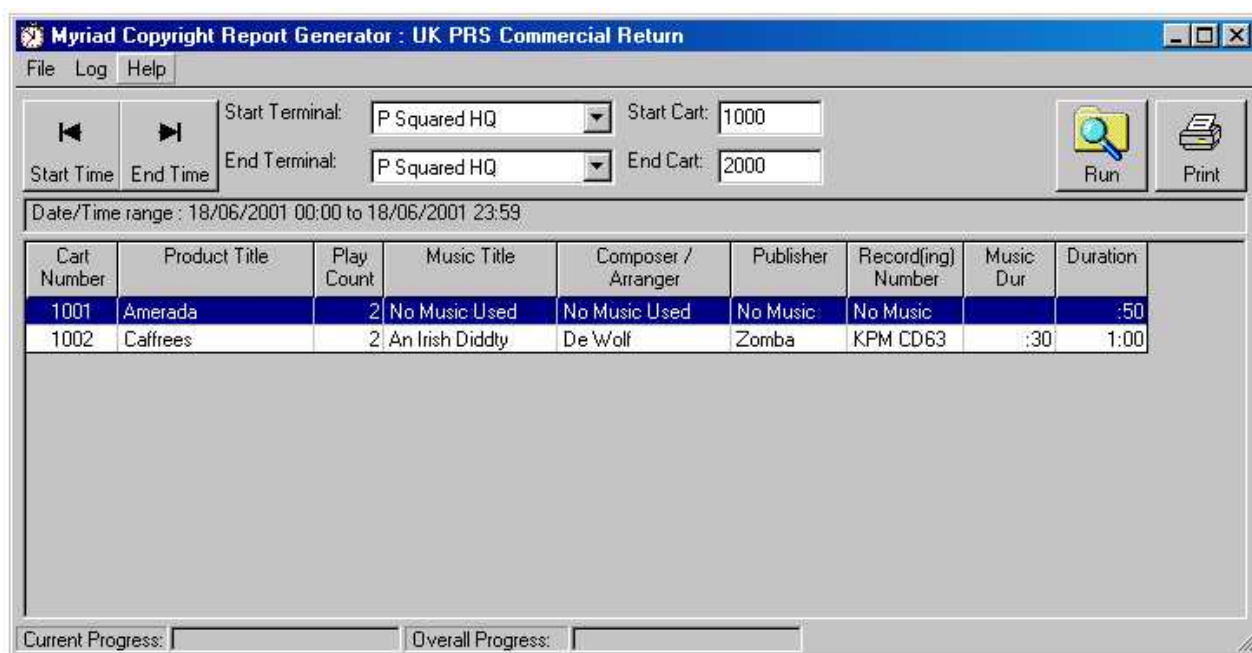 Myriad Copyright Report Generator : UK PRS Commercial Return
File Log Help
Start Time End Time
Start Terminal: P Squared HQ Start Cart: 1000
End Terminal: P Squared HQ End Cart: 2000
Run Print
Date/Time range : 18/06/2001 00:00 to 18/06/2001 23:59
Cart Number Product Title Play Count Music Title Composer / Arranger Publisher Record(ing) Number Music Dur Duration
1001 Amerada 2 No Music Used No Music Used No Music No Music :50
1002 Caffrees 2 An Irish Diddty De Wolf Zomba KPM CD63 :30 1:00
Current Progress: Overall Progress: